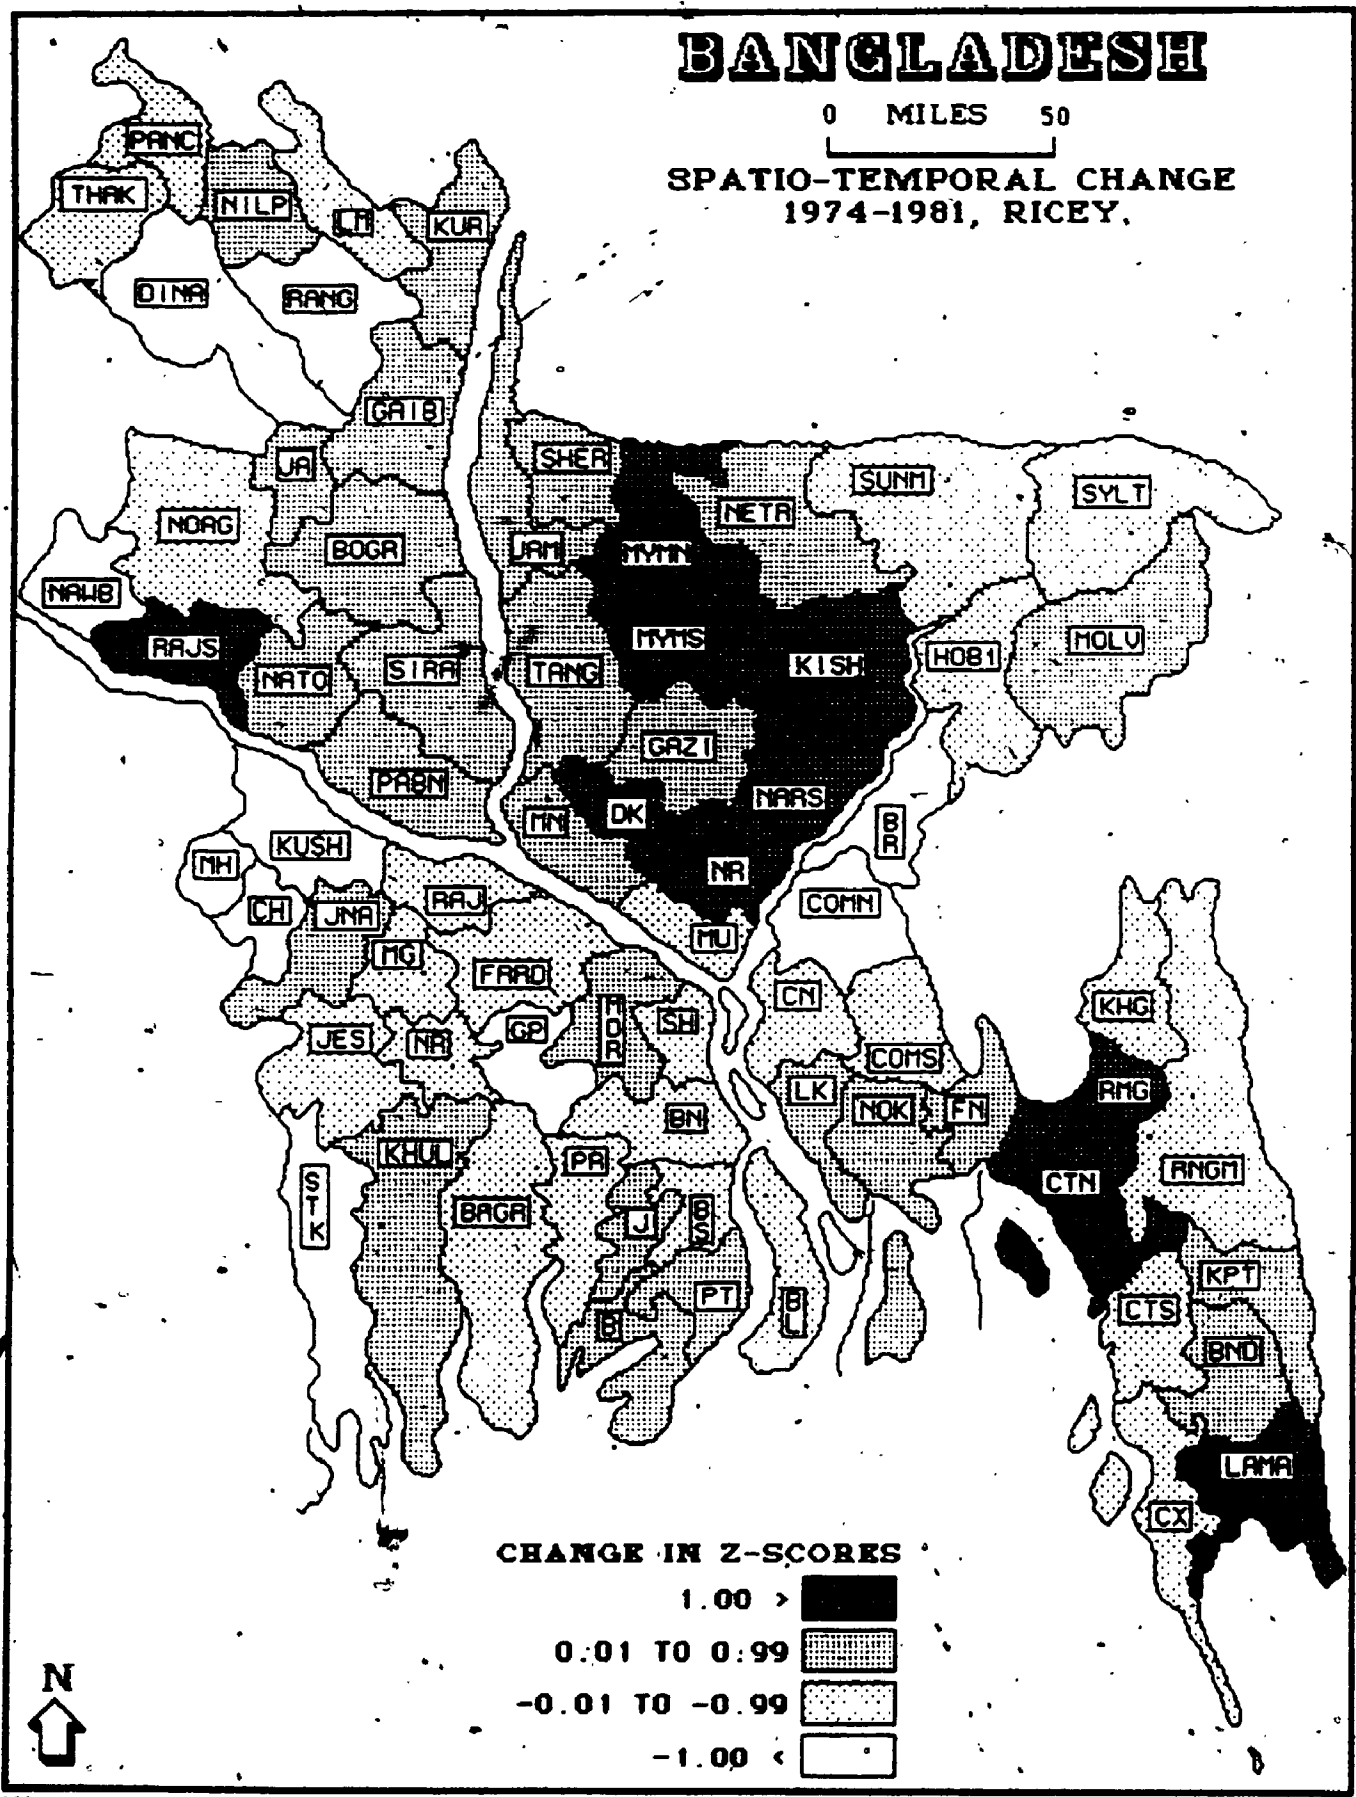 BANGLADESH
0 MILES 50
SPATIO-TEMPORAL CHANGE
1974-1981, RICEY.
PANC
THAK
NILP
LM
KUR
DINA
RANG
GAIB
JA
SHER
SUNM
SYLT
NOAG
NETR
BOGR
JAM
MYMN
NAWB
RAJS
MYMS
HOB1
MOLV
NATO
SIRA
TANG
KISH
GAZI
PABN
NARS
DK
MN
BR
KUSH
MH
NR
RAJ
COMN
CH
JNA
MU
MG
FARD
CN
KHG
MDR
SH
GP
JES
NR
COMS
LK
RMG
NOK
FN
BN
KHUL
PR
RNGM
CTN
STK
BAGR
J
BS
KPT
PT
BL
CTS
B
BND
LAMA
CX
CHANGE IN Z-SCORES
1.00 >
0.01 TO 0.99
-0.01 TO -0.99
-1.00 <
N